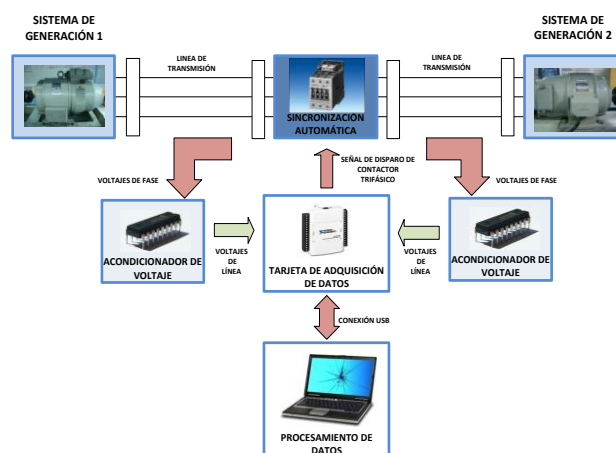 SISTEMA DE
GENERACIÓN 1
SISTEMA DE
GENERACIÓN 2
LINEA DE
TRANSMISIÓN
LINEA DE
TRANSMISIÓN
SINCRONIZACION
AUTOMÁTICA
SEÑAL DE DISPARO DE
CONTACTOR
TRIFÁSICO
VOLTAJES DE FASE
VOLTAJES DE FASE
ACONDICIONADOR DE
VOLTAJE
VOLTAJES
DE
LÍNEA
TARJETA DE ADQUISICIÓN
DE DATOS
VOLTAJES
DE
LÍNEA
ACONDICIONADOR DE
VOLTAJE
CONEXIÓN USB
PROCESAMIENTO DE
DATOS